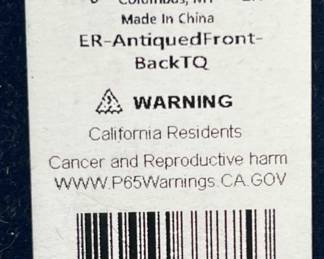 Made In China
ER-AntiquedFront-
BackTQ
WARNING
California Residents
Cancer and Reproductive harm
WWW.P65Warnings.CA.GOV